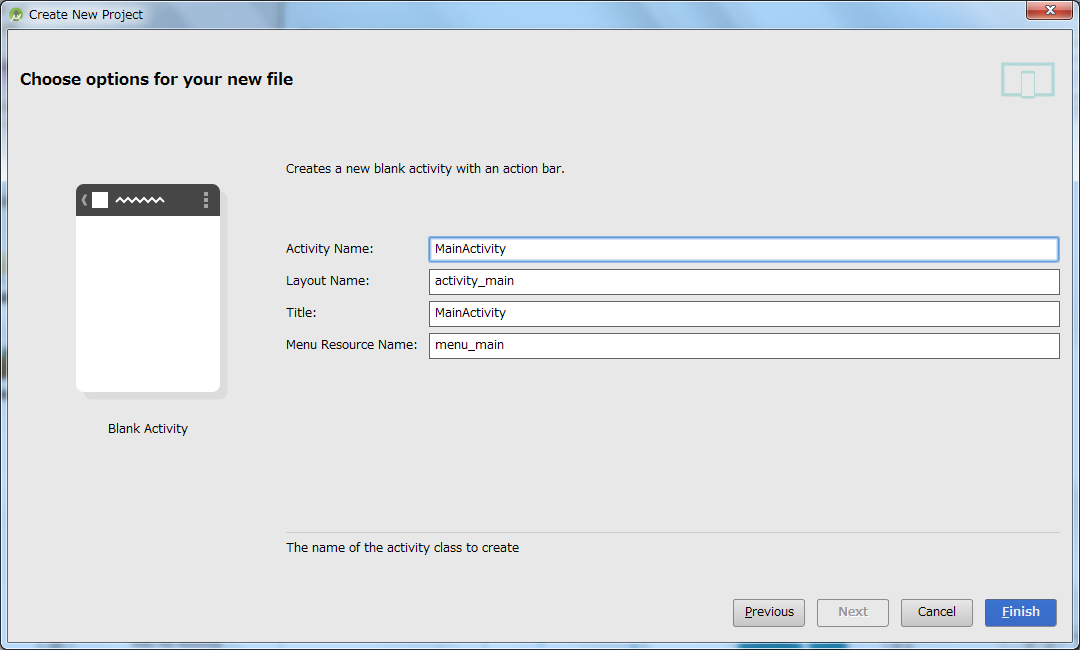 Create New Project
Choose options for your new file
Creates a new blank activity with an action bar.
Activity Name: MainActivity
Layout Name: activity_main
Title: MainActivity
Menu Resource Name: menu_main
Blank Activity
The name of the activity class to create
Previous Next Cancel Finish